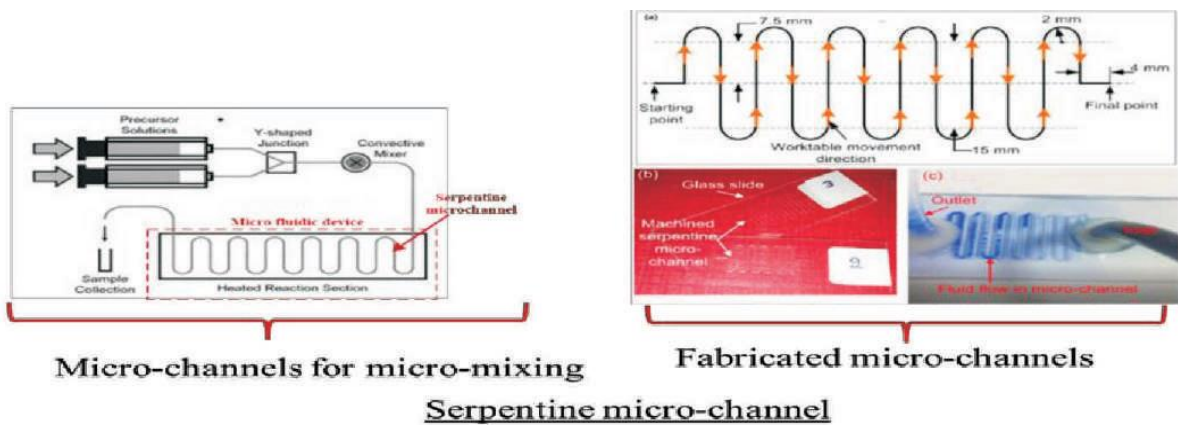 Precursor
Solutions
Y-shaped
Junction
Convective
Mixer
Serpentine
microchannel
Micro fluidic device
Sample
Collection
Heated Reaction Section
(a)
7.5 mm
2 mm
4 mm
Starting
point
Final point
Worktable movement
direction
15 mm
(b)
Glass slide
Machined
serpentine
micro-
channel
3
(c)
Outlet
Fluid flow in micro-channel
Micro-channels for micro-mixing
Fabricated micro-channels
Serpentine micro-channel